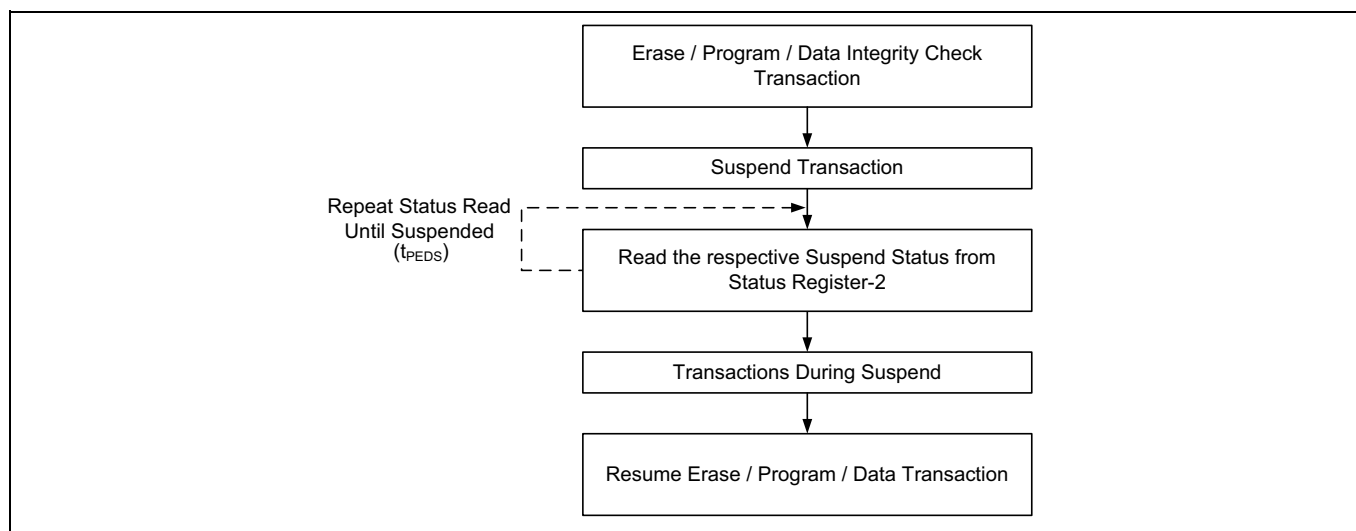 Erase / Program / Data Integrity Check
Transaction
Suspend Transaction
Repeat Status Read
Until Suspended
(tPEDS)
Read the respective Suspend Status from
Status Register-2
Transactions During Suspend
Resume Erase / Program / Data Transaction